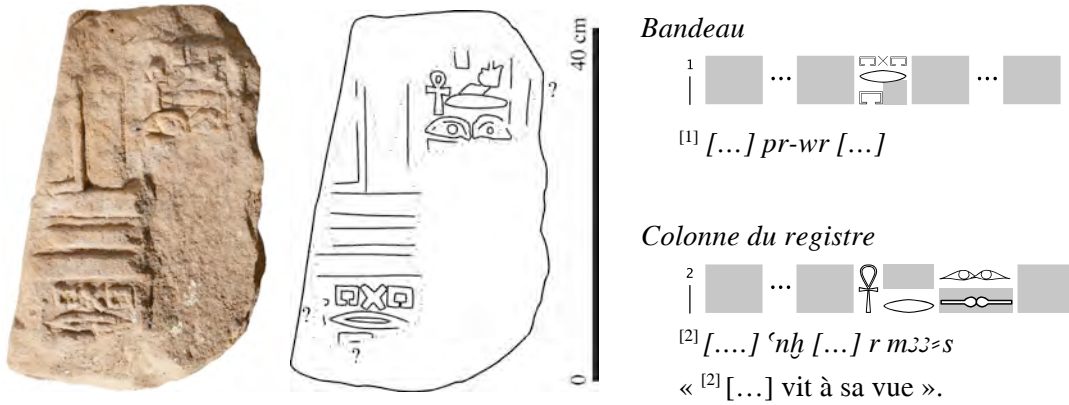 40 cm
0
?
?
?
Bandeau
1
... ...
[1] […] pr-wr […]
Colonne du registre
2
...
[2] [….] ꜥnḫ […] r mꜣꜣ⸗s
« [2] […] vit à sa vue ».